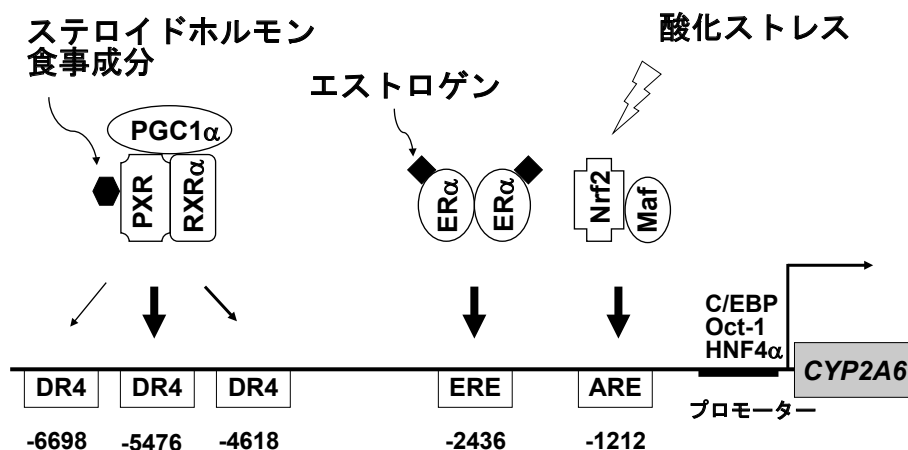 ステロイドホルモン
食事成分
酸化ストレス
エストロゲン
PGC1α
PXR
RXRα
ERα
ERα
Nrf2
Maf
C/EBP
Oct-1
HNF4α
CYP2A6
DR4
DR4
DR4
ERE
ARE
プロモーター
-6698
-5476
-4618
-2436
-1212